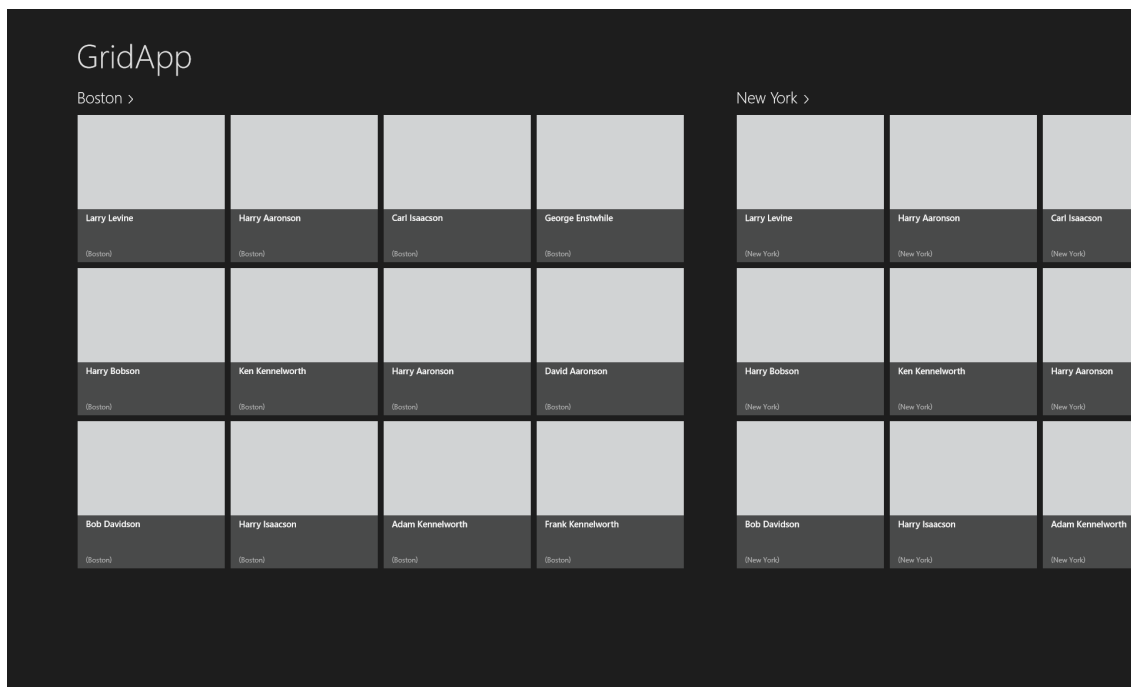 GridApp
Boston >
Larry Levine
(Boston)
Harry Aaronson
(Boston)
Carl Isaacson
(Boston)
George Enstwhile
(Boston)
Harry Bobson
(Boston)
Ken Kennelworth
(Boston)
Harry Aaronson
(Boston)
David Aaronson
(Boston)
Bob Davidson
(Boston)
Harry Isaacson
(Boston)
Adam Kennelworth
(Boston)
Frank Kennelworth
(Boston)
New York >
Larry Levine
(New York)
Harry Aaronson
(New York)
Carl Isaacson
(New York)
Harry Bobson
(New York)
Ken Kennelworth
(New York)
Harry Aaronson
(New York)
Bob Davidson
(New York)
Harry Isaacson
(New York)
Adam Kennelworth
(New York)